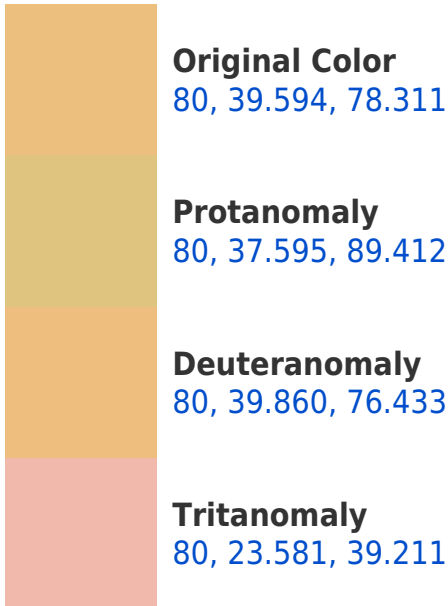 Original Color
80, 39.594, 78.311
Protanomaly
80, 37.595, 89.412
Deuteranomaly
80, 39.860, 76.433
Tritanomaly
80, 23.581, 39.211